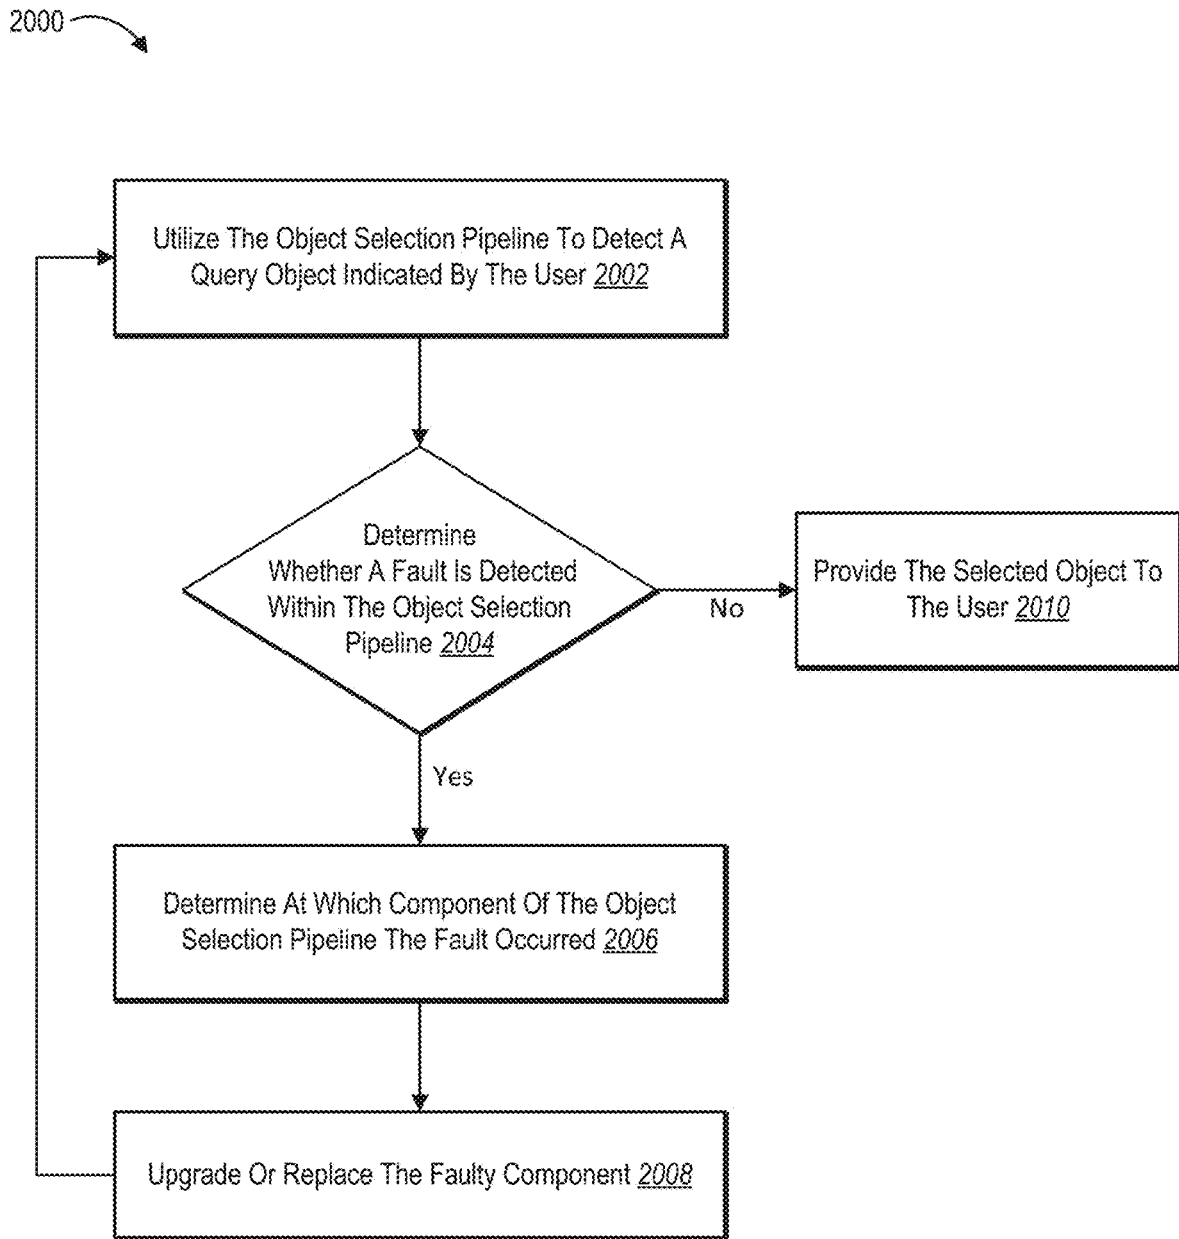 2000
Utilize The Object Selection Pipeline To Detect A
Query Object Indicated By The User 2002
Determine
Whether A Fault Is Detected
Within The Object Selection
Pipeline 2004
No
Provide The Selected Object To
The User 2010
Yes
Determine At Which Component Of The Object
Selection Pipeline The Fault Occurred 2006
Upgrade Or Replace The Faulty Component 2008